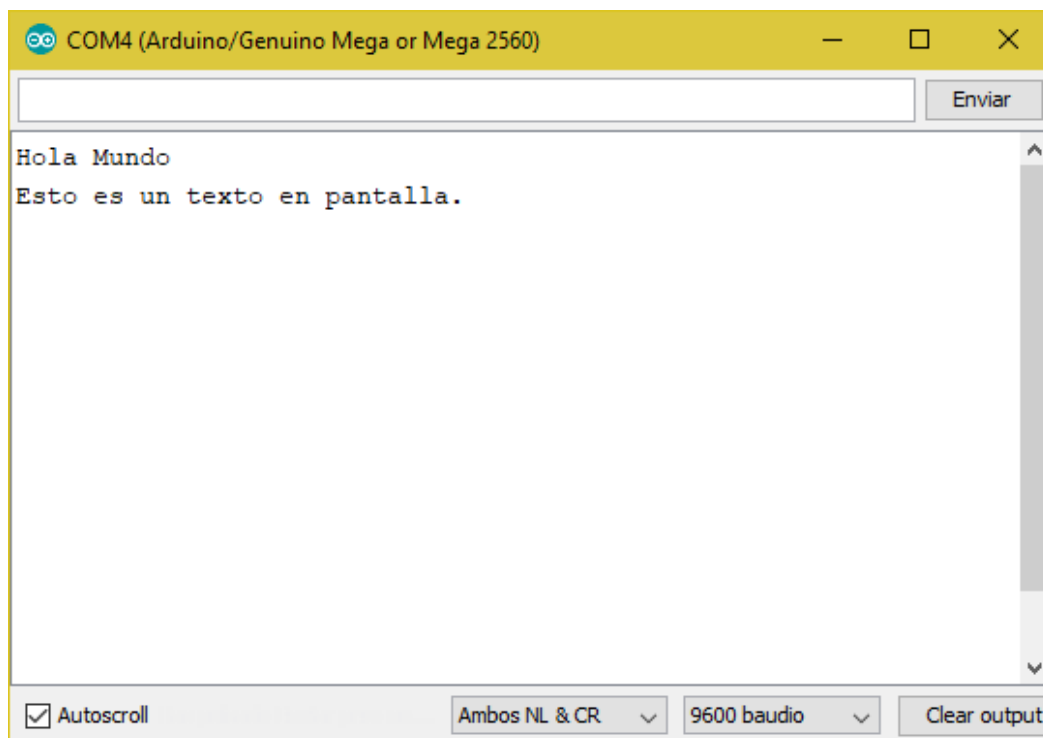 COM4 (Arduino/Genuino Mega or Mega 2560)
Enviar
Hola Mundo
Esto es un texto en pantalla.
Autoscroll
Ambos NL & CR
9600 baudio
Clear output